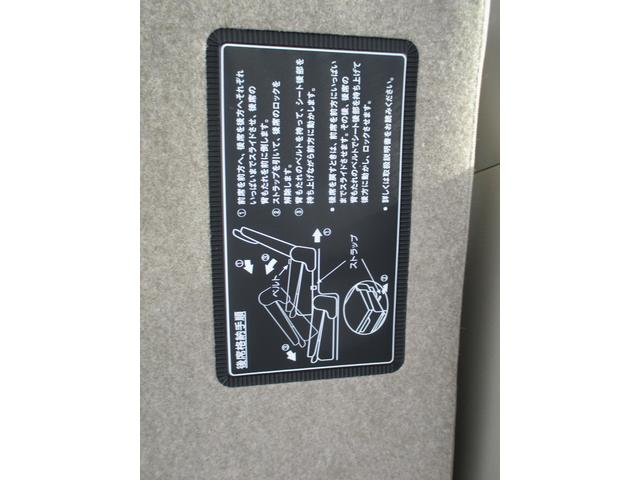 後席格納手順
① 前席を前方へ、後席を後方へそれぞれ
いっぱいまでスライドさせ、後席の
背もたれを前に倒します。
② ストラップを引いて、後席のロックを
解除します。
③ 背もたれのベルトを持って、シート後部を
持ち上げながら前方に動かします。
* 後席を戻すときは、前席を前方にいっぱい
までスライドさせます。その後、後席の
背もたれのベルトでシート後部を持ち上げて
後方に動かし、ロックさせます。
* 詳しくは取扱説明書をお読みください。
①
③
ベルト
③
①
ストラップ
②